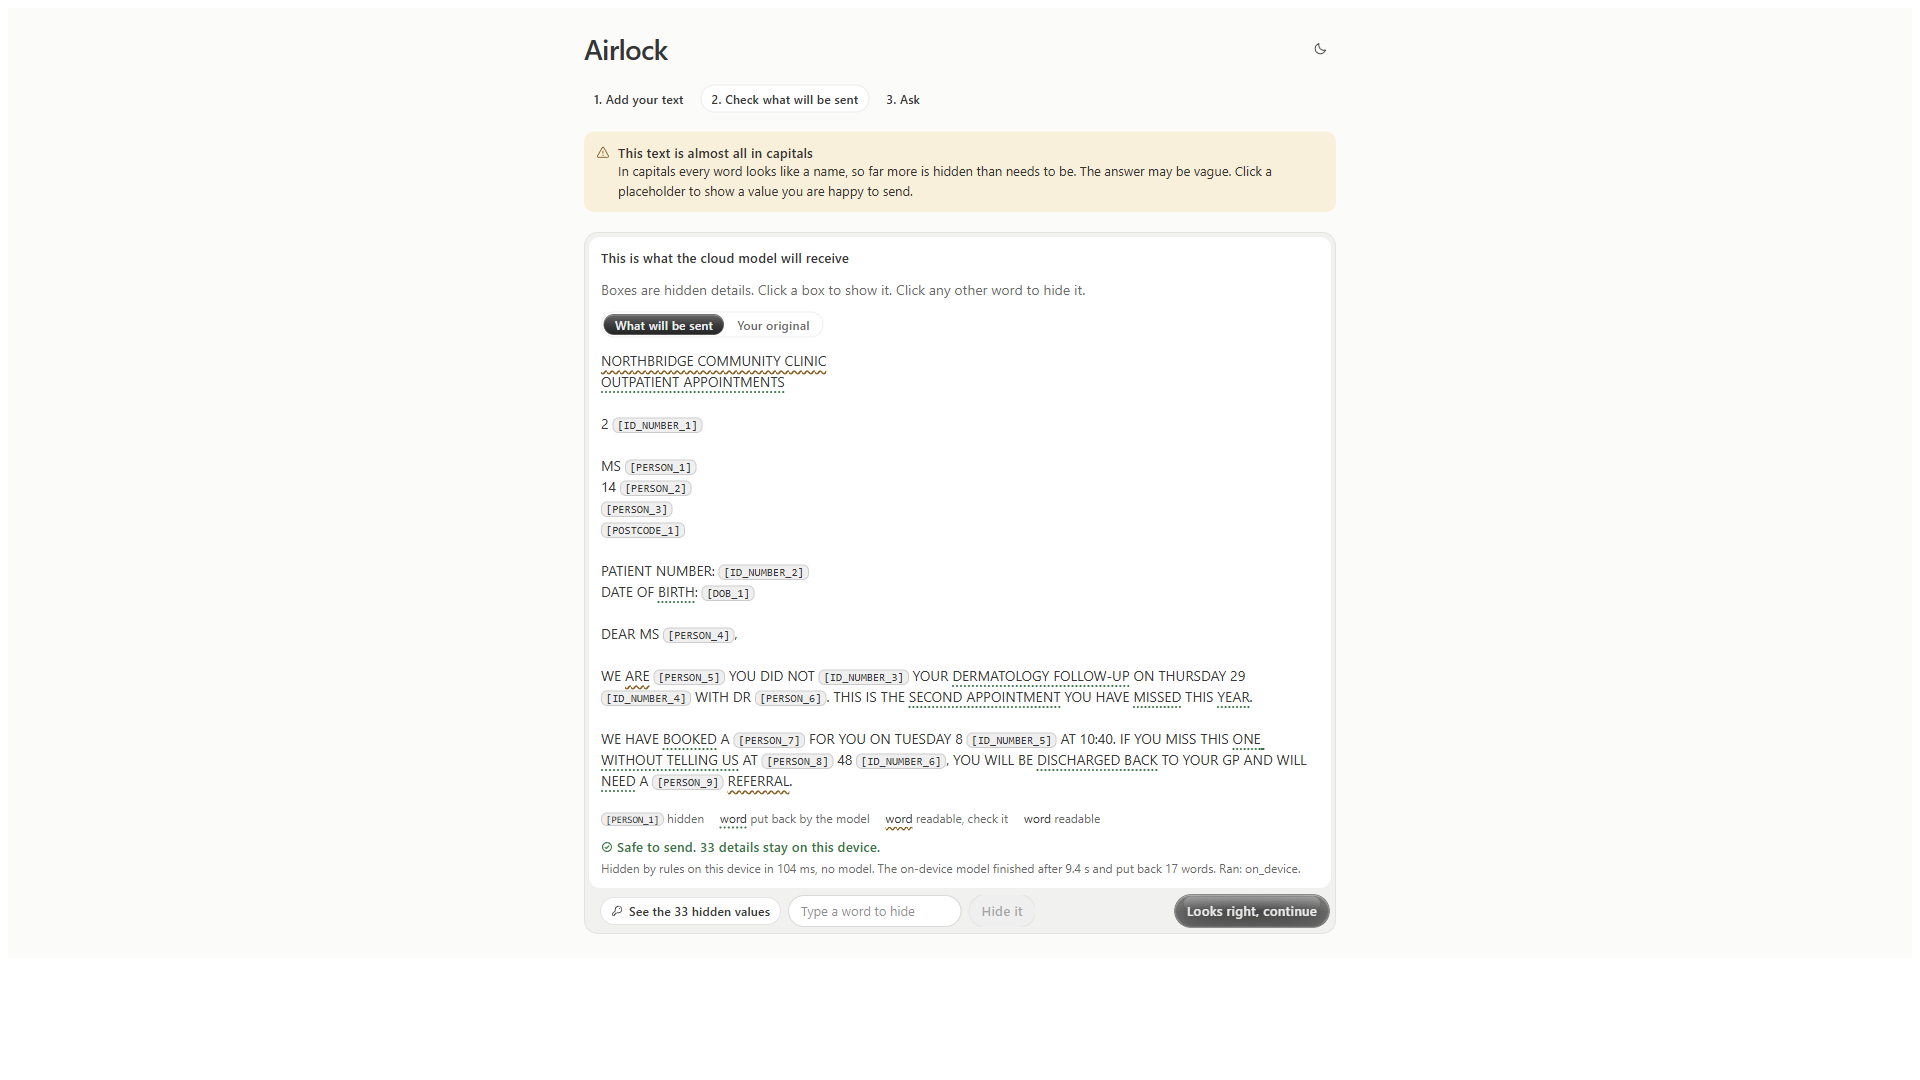 Airlock
1. Add your text
2. Check what will be sent
3. Ask
This text is almost all in capitals
In capitals every word looks like a name, so far more is hidden than needs to be. The answer may be vague. Click a
placeholder to show a value you are happy to send.
This is what the cloud model will receive
Boxes are hidden details. Click a box to show it. Click any other word to hide it.
What will be sent
Your original
NORTHBRIDGE COMMUNITY CLINIC
OUTPATIENT APPOINTMENTS
2 [ID_NUMBER_1]
MS [PERSON_1]
14 [PERSON_2]
[PERSON_3]
[POSTCODE_1]
PATIENT NUMBER: [ID_NUMBER_2]
DATE OF BIRTH: [DOB_1]
DEAR MS [PERSON_4],
WE ARE [PERSON_5] YOU DID NOT [ID_NUMBER_3] YOUR DERMATOLOGY FOLLOW-UP ON THURSDAY 29
[ID_NUMBER_4] WITH DR [PERSON_6]. THIS IS THE SECOND APPOINTMENT YOU HAVE MISSED THIS YEAR.
WE HAVE BOOKED A [PERSON_7] FOR YOU ON TUESDAY 8 [ID_NUMBER_5] AT 10:40. IF YOU MISS THIS ONE
WITHOUT TELLING US AT [PERSON_8] 48 [ID_NUMBER_6], YOU WILL BE DISCHARGED BACK TO YOUR GP AND WILL
NEED A [PERSON_9] REFERRAL.
[PERSON_1] hidden word put back by the model word readable, check it word readable
Safe to send. 33 details stay on this device.
Hidden by rules on this device in 104 ms, no model. The on-device model finished after 9.4 s and put back 17 words. Ran: on_device.
See the 33 hidden values
Type a word to hide
Hide it
Looks right, continue